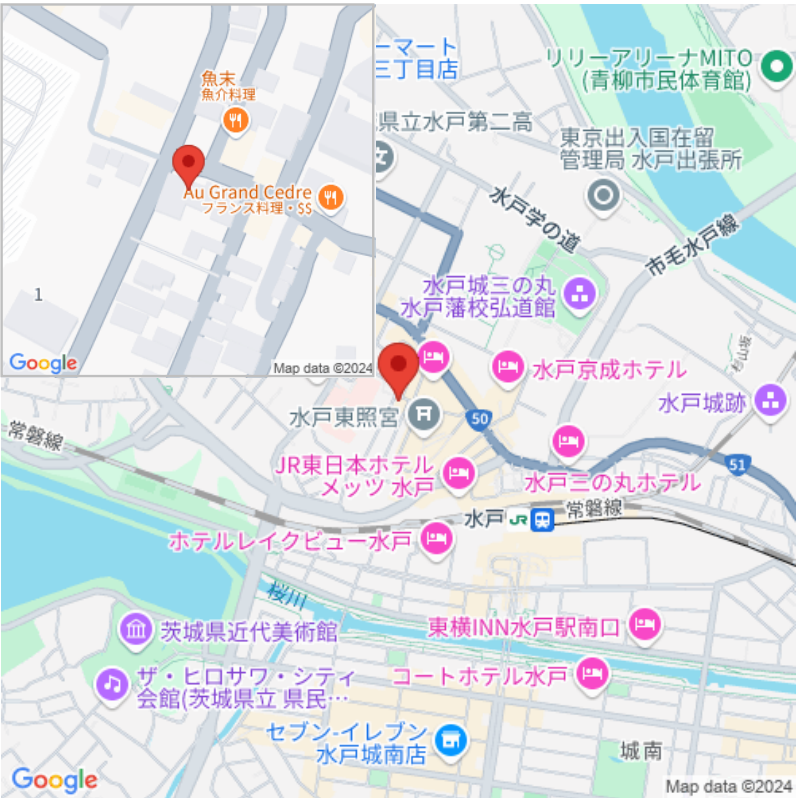 魚末
魚介料理
Au Grand Cedre
フランス料理・$$
1
Google
Map data ©2024
ーマート
三丁目店
リリーアリーナMITO
(青柳市民体育館)
県立水戸第二高
東京出入国在留
管理局 水戸出張所
水戸学の道
市毛水戸線
水戸城三の丸
水戸藩校弘道館
杉山坂
水戸京成ホテル
水戸城跡
水戸東照宮
50
常磐線
JR東日本ホテル
メッツ 水戸
水戸三の丸ホテル
51
水戸
JR
常磐線
ホテルレイクビュー水戸
桜川
茨城県近代美術館
東横INN水戸駅南口
ザ・ヒロサワ・シティ
会館(茨城県立 県民…
コートホテル水戸
セブン-イレブン
水戸城南店
城南
Google
Map data ©2024